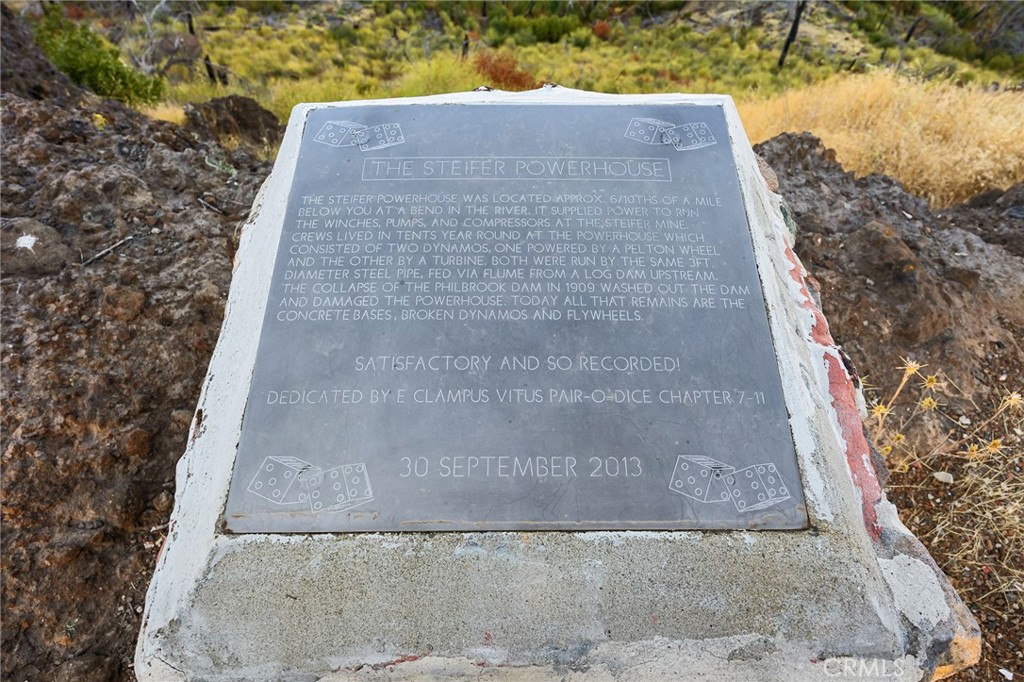 THE STEIFER POWERHOUSE
THE STEIFER POWERHOUSE WAS LOCATED APPROX. 6/10THS OF A MILE
BELOW YOU AT A BEND IN THE RIVER. IT SUPPLIED POWER TO RUN
THE WINCHES, PUMPS, AND COMPRESSORS AT THE STEIFER MINE.
CREWS LIVED IN TENTS YEAR ROUND AT THE POWERHOUSE WHICH
CONSISTED OF TWO DYNAMOS, ONE POWERED BY A PELTON WHEEL
AND THE OTHER BY A TURBINE. BOTH WERE RUN BY THE SAME 3FT.
DIAMETER STEEL PIPE, FED VIA FLUME FROM A LOG DAM UPSTREAM.
THE COLLAPSE OF THE PHILBROOK DAM IN 1909 WASHED OUT THE DAM
AND DAMAGED THE POWERHOUSE. TODAY ALL THAT REMAINS ARE THE
CONCRETE BASES, BROKEN DYNAMOS AND FLYWHEELS.
SATISFACTORY AND SO RECORDED!
DEDICATED BY E CLAMPUS VITUS PAIR-O-DICE CHAPTER 7-11
30 SEPTEMBER 2013
CRMLS